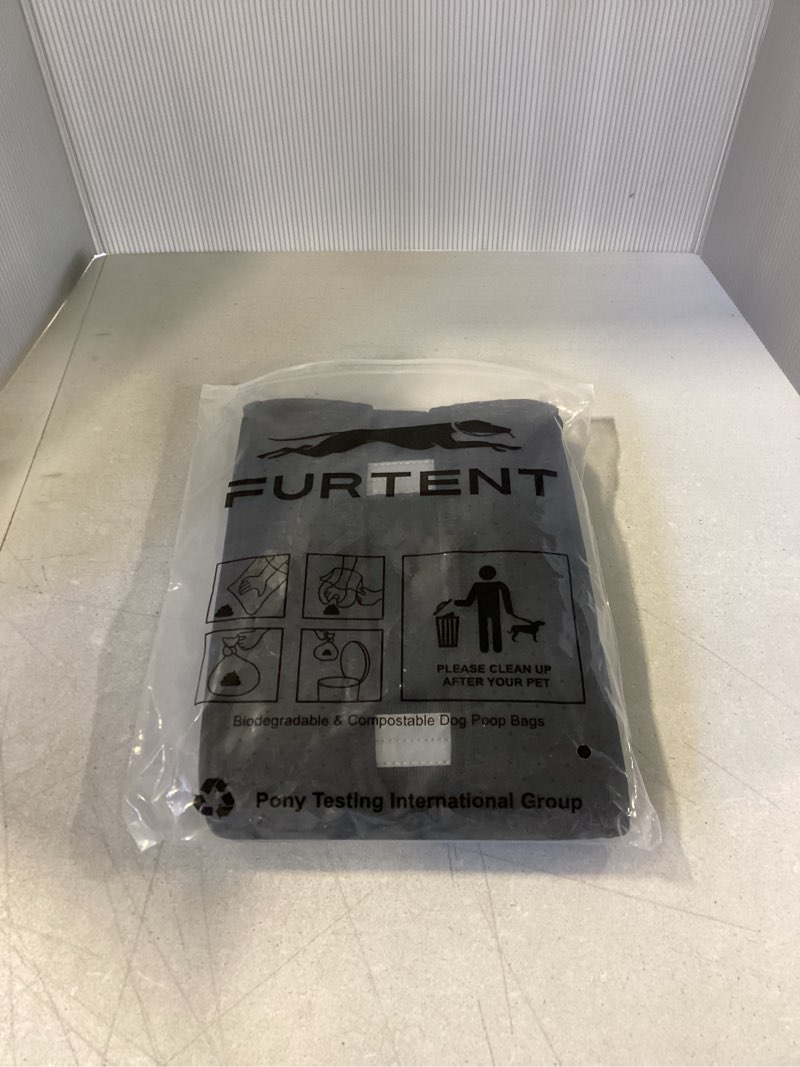 FURTENT
PLEASE CLEAN UP
AFTER YOUR PET
Biodegradable & Compostable Dog Poop Bags
Pony Testing International Group